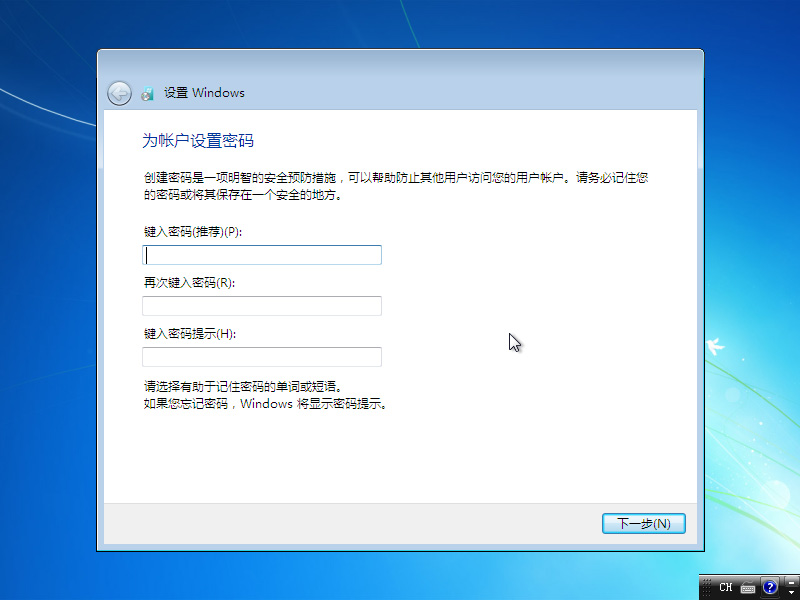 设置 Windows
为帐户设置密码
创建密码是一项明智的安全预防措施，可以帮助防止其他用户访问您的用户帐户。请务必记住您
的密码或将其保存在一个安全的地方。
键入密码(推荐)(P):
再次键入密码(R):
键入密码提示(H):
请选择有助于记住密码的单词或短语。
如果您忘记密码，Windows 将显示密码提示。
下一步(N)
CH
?